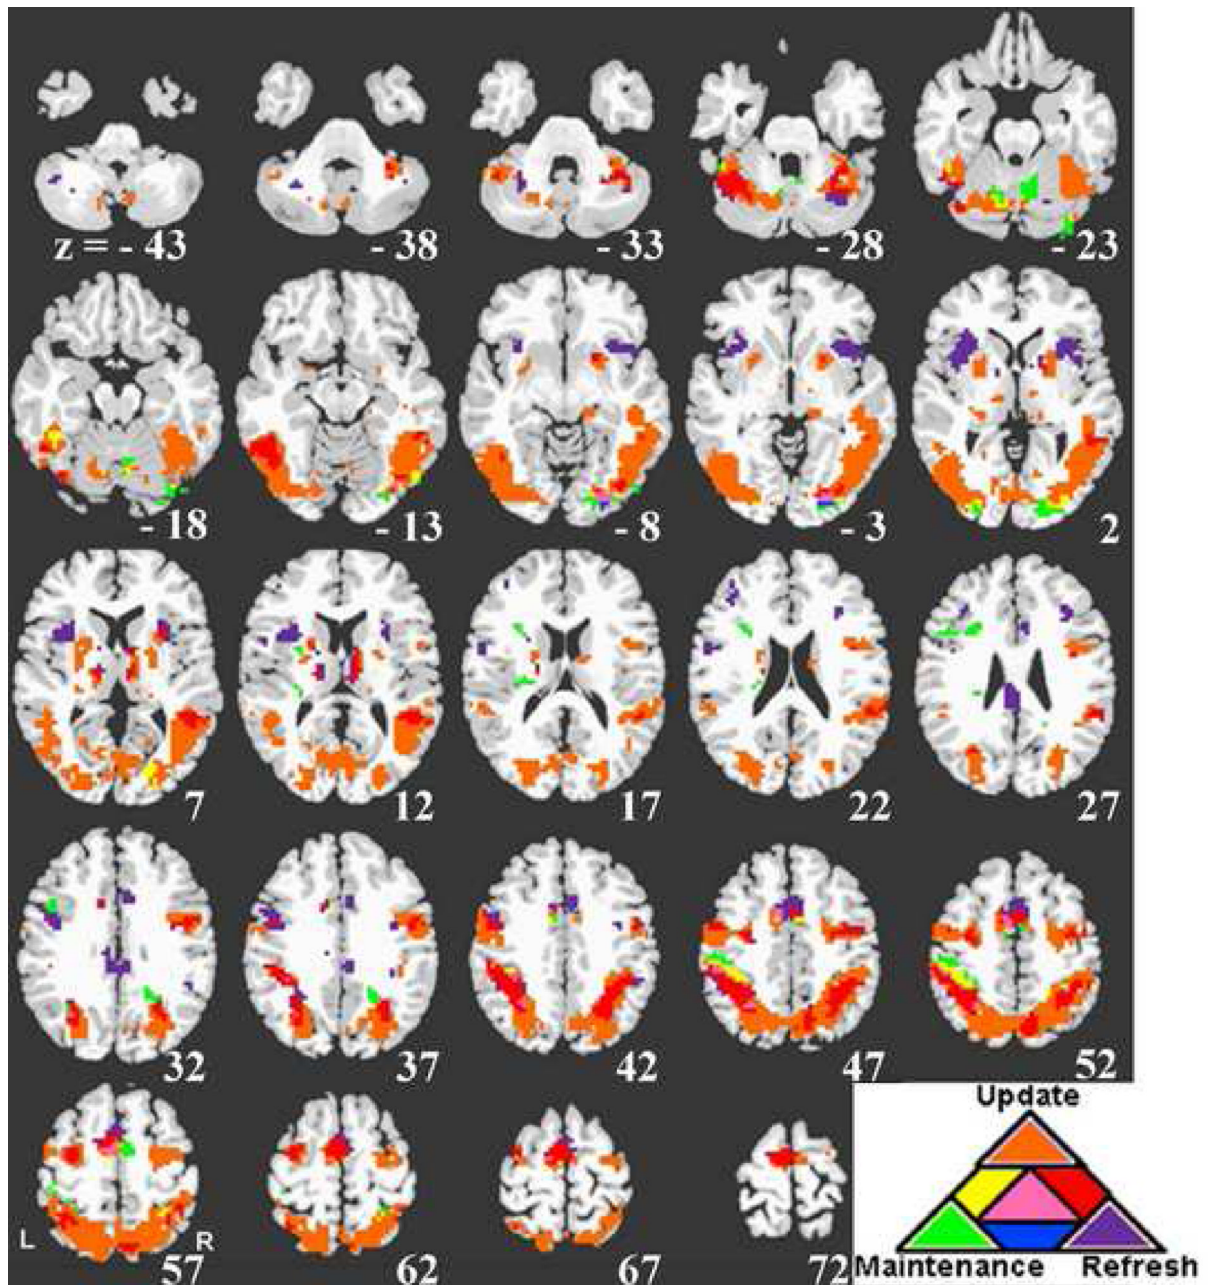 z = - 43 - 38 - 33 - 28 - 23
- 18 - 13 - 8 - 3 2
7 12 17 22 27
32 37 42 47 52
Update
L R
57 62 67 72
Maintenance Refresh